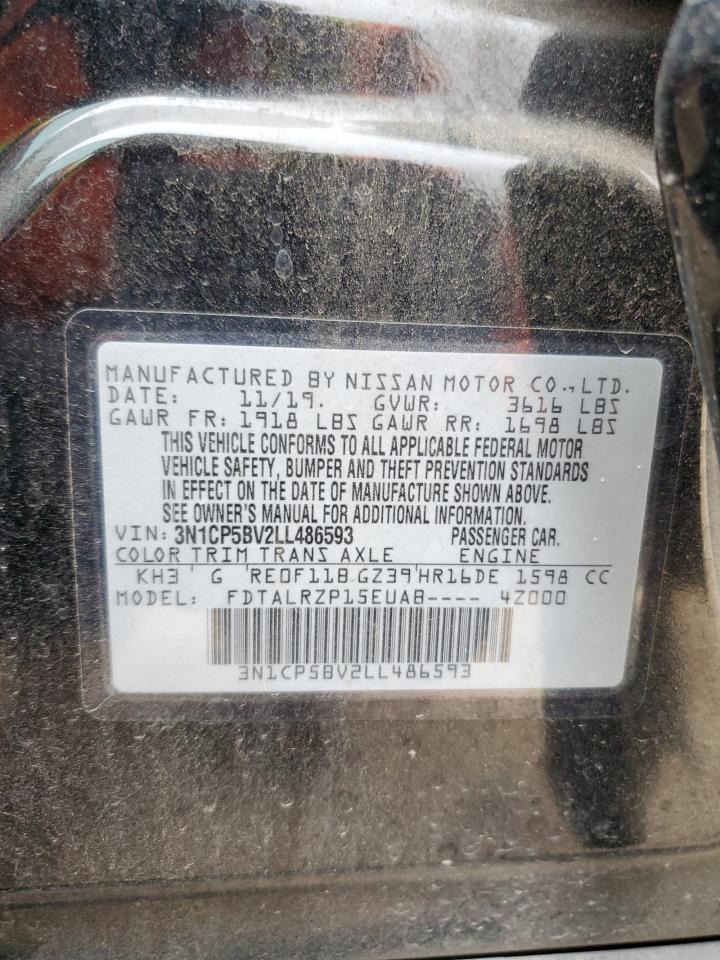 MANUFACTURED BY NISSAN MOTOR CO., LTD.
DATE: 11/19. GVWR: 3616 LBS
GAWR FR: 1918 LBS GAWR RR: 1698 LBS
THIS VEHICLE CONFORMS TO ALL APPLICABLE FEDERAL MOTOR
VEHICLE SAFETY, BUMPER AND THEFT PREVENTION STANDARDS
IN EFFECT ON THE DATE OF MANUFACTURE SHOWN ABOVE.
SEE OWNER'S MANUAL FOR ADDITIONAL INFORMATION.
VIN: 3N1CP5BV2LL486593 PASSENGER CAR.
COLOR TRIM TRANS AXLE ENGINE
KH3 ' G 'RE0F11B GZ39'HR16DE 1598 CC
MODEL: FDTALRZP15EUAB---- 4Z000
3N1CP5BV2LL486593